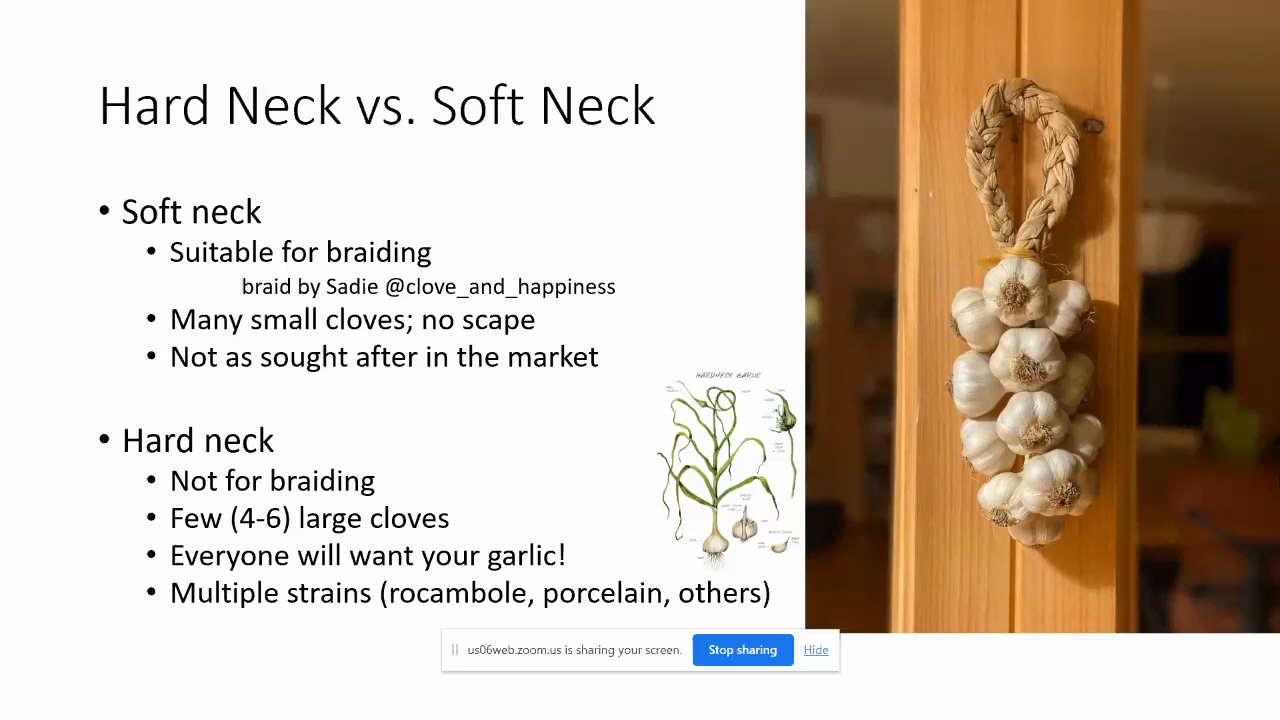 Hard Neck vs. Soft Neck
• Soft neck
• Suitable for braiding
braid by Sadie @clove_and_happiness
• Many small cloves; no scape
• Not as sought after in the market
HARDNECK GARLIC
• Hard neck
• Not for braiding
• Few (4-6) large cloves
• Everyone will want your garlic!
• Multiple strains (rocambole, porcelain, others)
us06web.zoom.us is sharing your screen.
Stop sharing
Hide